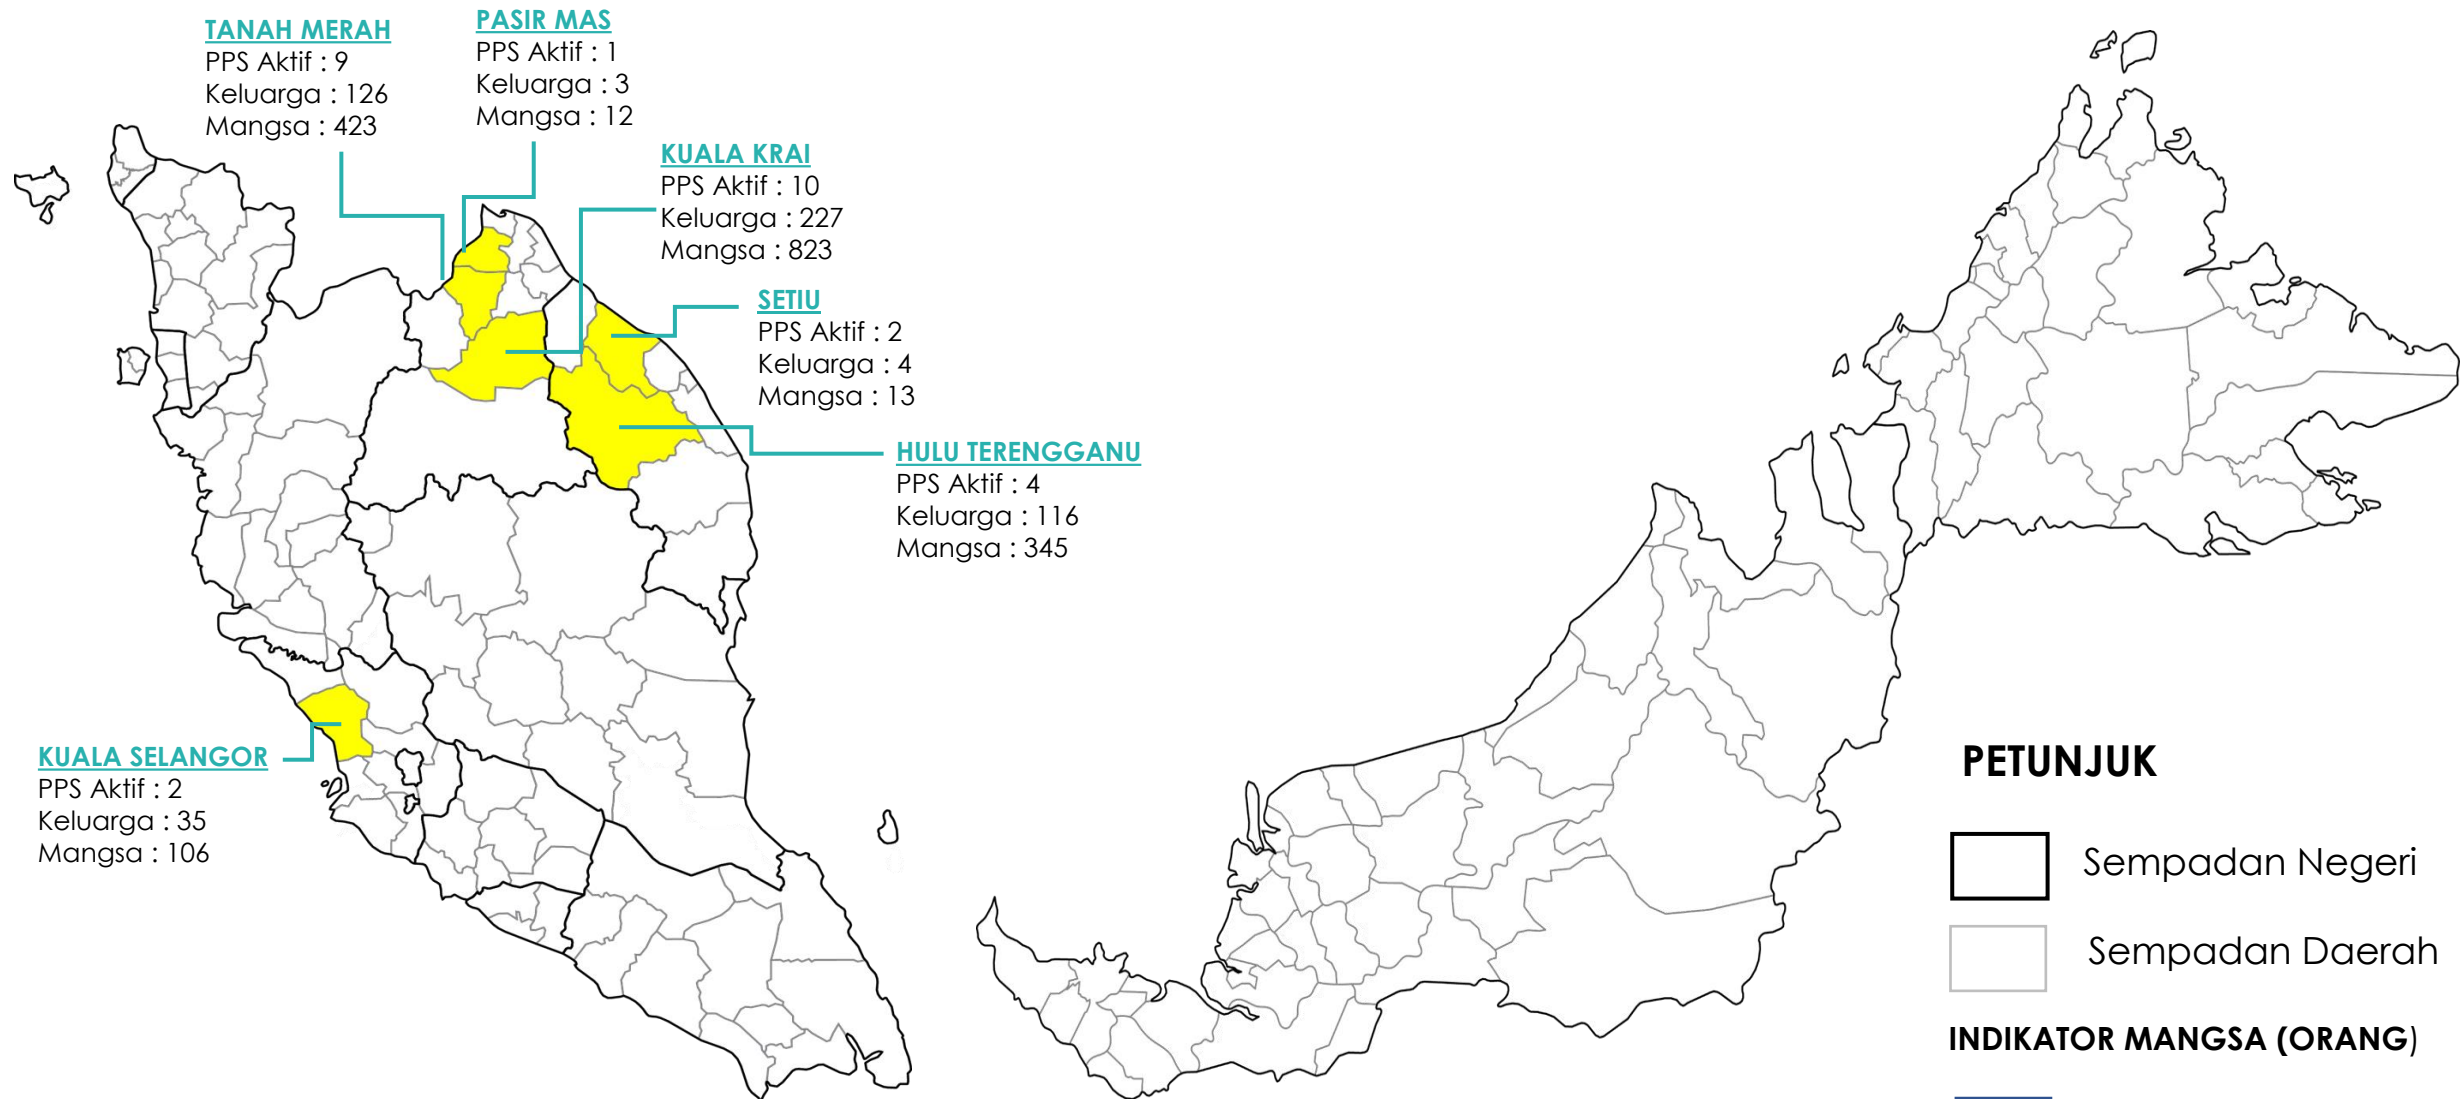 TANAH MERAH
PPS Aktif : 9
Keluarga : 126
Mangsa : 423
PASIR MAS
PPS Aktif : 1
Keluarga : 3
Mangsa : 12
KUALA KRAI
PPS Aktif : 10
Keluarga : 227
Mangsa : 823
SETIU
PPS Aktif : 2
Keluarga : 4
Mangsa : 13
HULU TERENGGANU
PPS Aktif : 4
Keluarga : 116
Mangsa : 345
KUALA SELANGOR
PPS Aktif : 2
Keluarga : 35
Mangsa : 106
PETUNJUK
Sempadan Negeri
Sempadan Daerah
INDIKATOR MANGSA (ORANG)